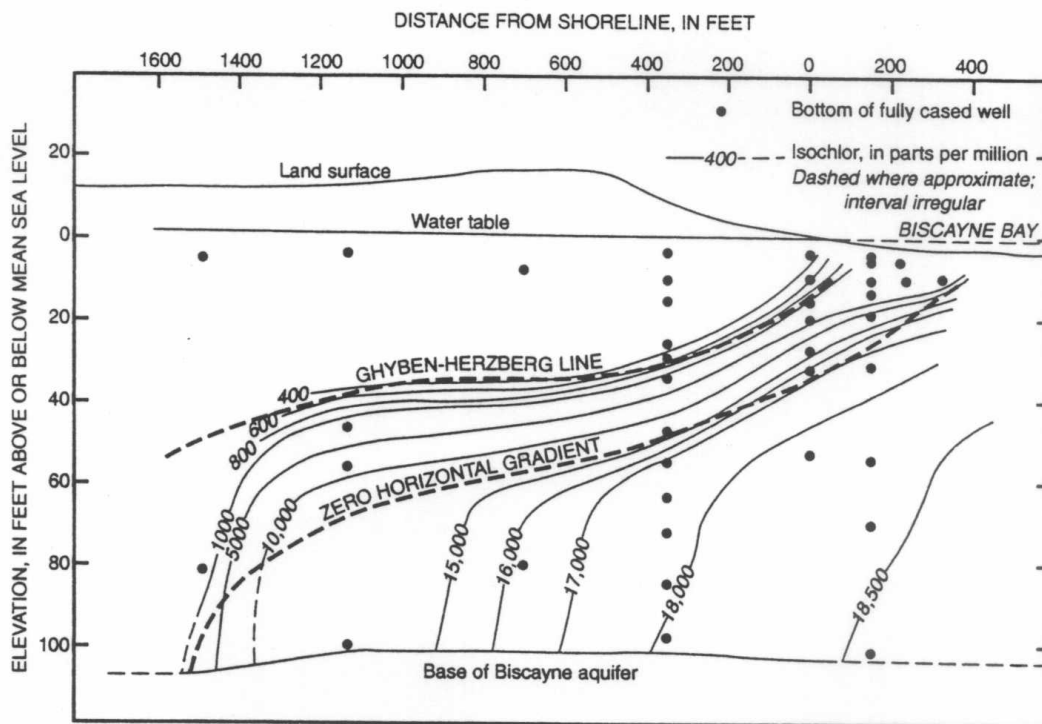 DISTANCE FROM SHORELINE, IN FEET
1600 1400 1200 1000 800 600 400 200 0 200 400
Bottom of fully cased well
400 Isochlor, in parts per million
Dashed where approximate;
interval irregular
BISCAYNE BAY
ELEVATION, IN FEET ABOVE OR BELOW MEAN SEA LEVEL
20
0
20
40
60
80
100
Land surface
Water table
GHYBEN-HERZBERG LINE
400
600
800
ZERO HORIZONTAL GRADIENT
1000
5000
10,000
15,000
16,000
17,000
18,000
18,500
Base of Biscayne aquifer